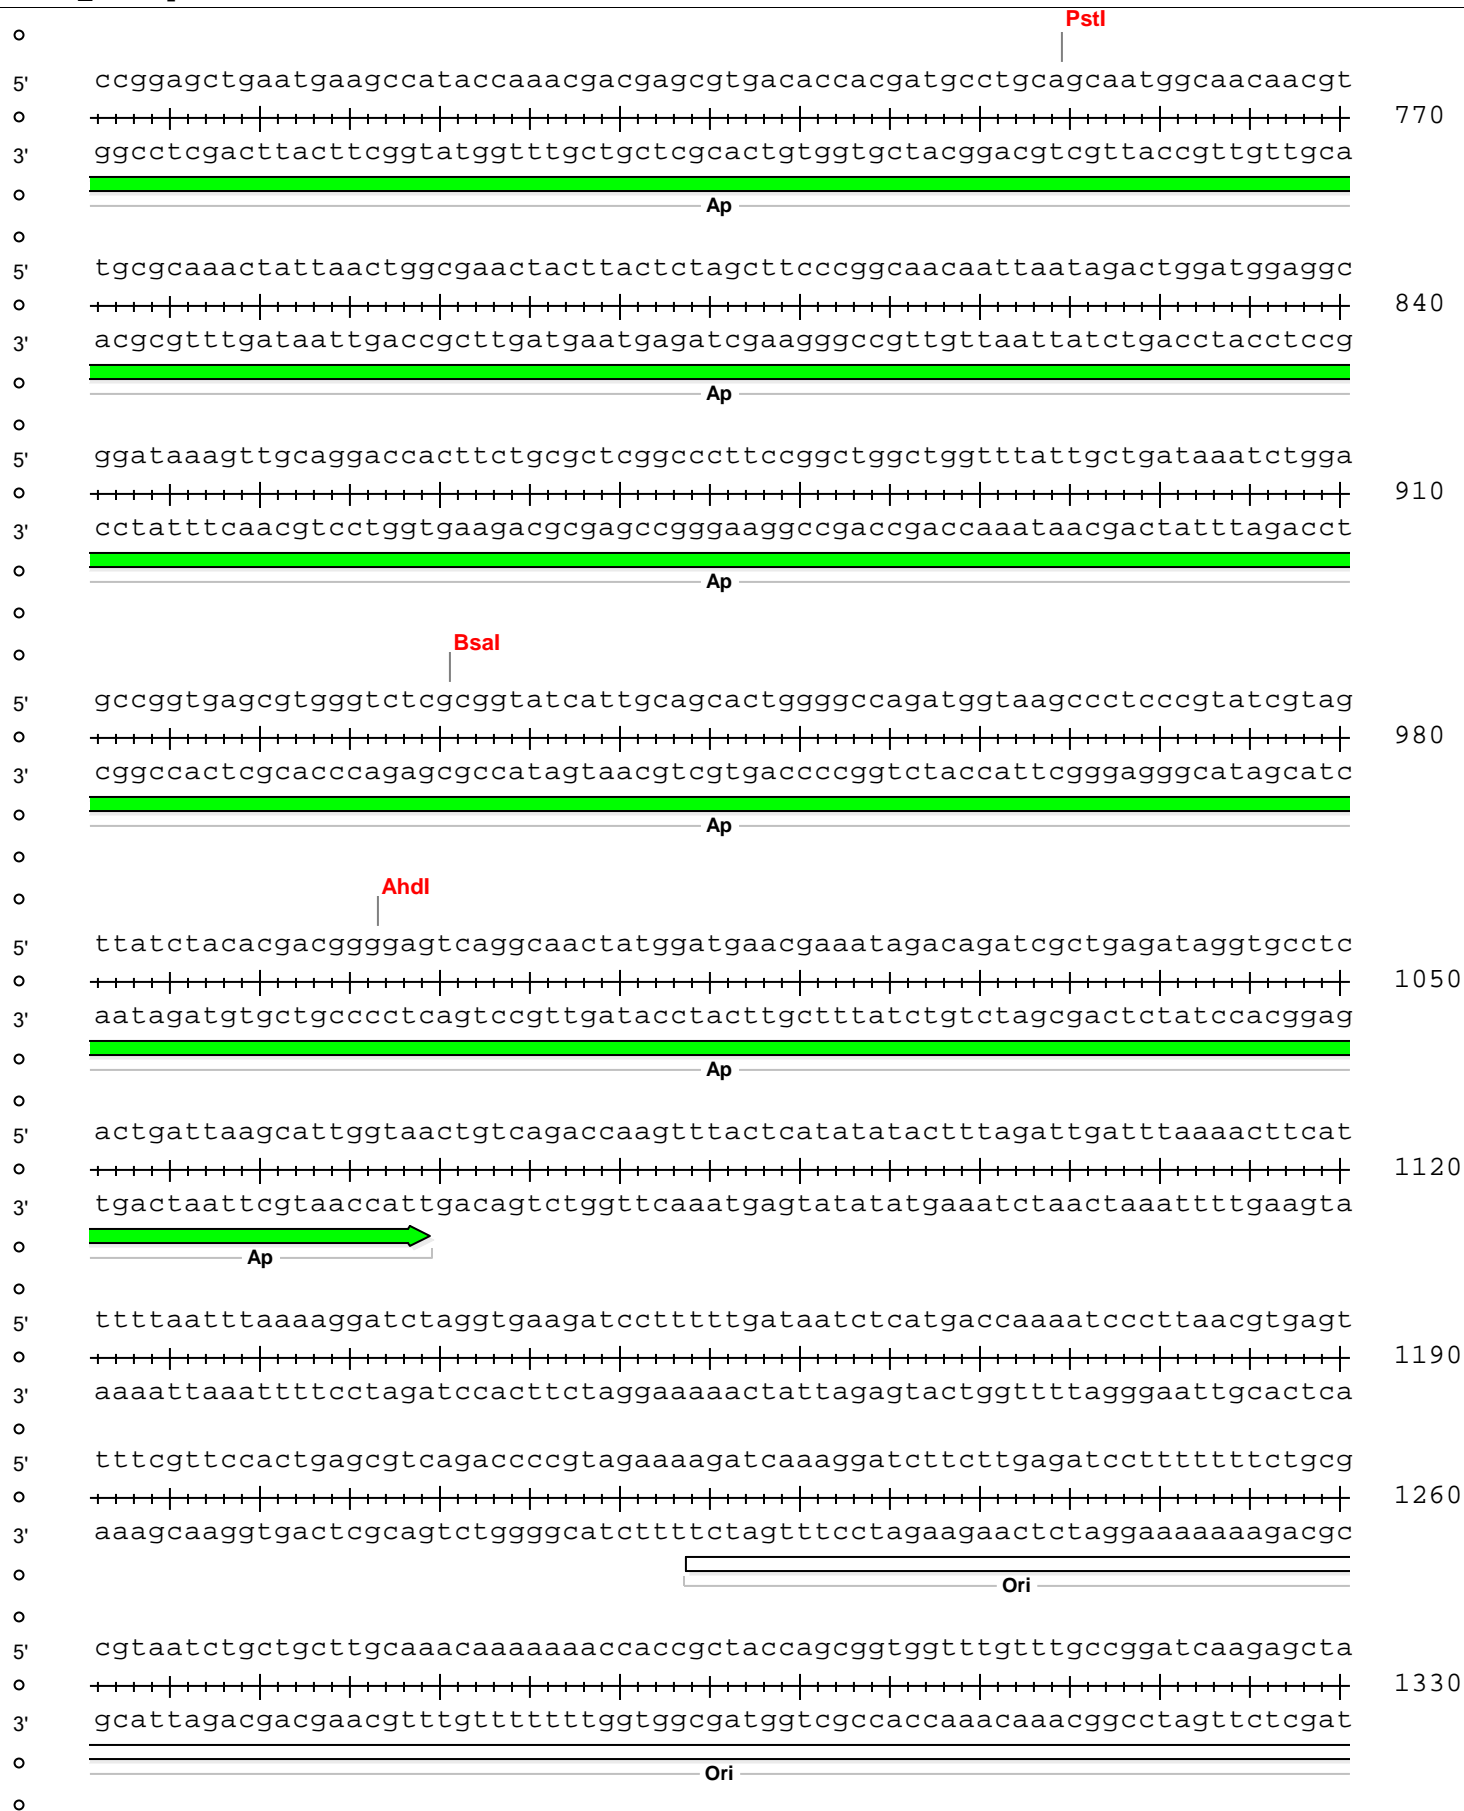 PstI
5' ccggagctgaatgaagccataccaaacgacgagcgtgacaccacgatgcctgcagcaatggcaacaacgt
770
3' ggcctcgacttacttcggtatggtttgctgctcgcactgtggtgctacggacgtcgttaccgttgttgca
Ap
5' tgcgcaaactattaactggcgaactacttactctagcttcccggcaacaattaatagactggatggaggc
840
3' acgcgtttgataattgaccgcttgatgaatgagatcgaagggccgttgttaattatctgacctacctccg
Ap
5' ggataaagttgcaggaccacttctgcgctcggcccttccggctggctggtttattgctgataaatctgga
910
3' cctatttcaacgtcctggtgaagacgcgagccgggaaggccgaccgaccaaataacgactatttagacct
Ap
BsaI
5' gccggtgagcgtgggtctcgcggtatcattgcagcactggggccagatggtaagccctcccgtatcgtag
980
3' cggccactcgcacccagagcgccatagtaacgtcgtgaccccggtctaccattcgggagggcatagcatc
Ap
AhdI
5' ttatctacacgacggggagtcaggcaactatggatgaacgaaatagacagatcgctgagataggtgcctc
1050
3' aatagatgtgctgcccctcagtccgttgatacctacttgctttatctgtctagcgactctatccacggag
Ap
5' actgattaagcattggtaactgtcagaccaagtttactcatatatactttagattgatttaaaacttcat
1120
3' tgactaattcgtaaccattgacagtctggttcaaatgagtatatatgaaatctaactaaattttgaagta
Ap
5' ttttaatttaaaaggatctaggtgaagatcctttttgataatctcatgaccaaaatcccttaacgtgagt
1190
3' aaaattaaattttcctagatccacttctaggaaaaactattagagtactggttttagggaattgcactca
5' tttcgttccactgagcgtcagaccccgtagaaaagatcaaaggatcttcttgagatcctttttttctgcg
1260
3' aaagcaaggtgactcgcagtctggggcatcttttctagtttcctagaagaactctaggaaaaaaagacgc
Ori
5' cgtaatctgctgcttgcaaacaaaaaaaccaccgctaccagcggtggtttgtttgccggatcaagagcta
1330
3' gcattagacgacgaacgtttgtttttttggtggcgatggtcgccaccaaacaaacggcctagttctcgat
Ori